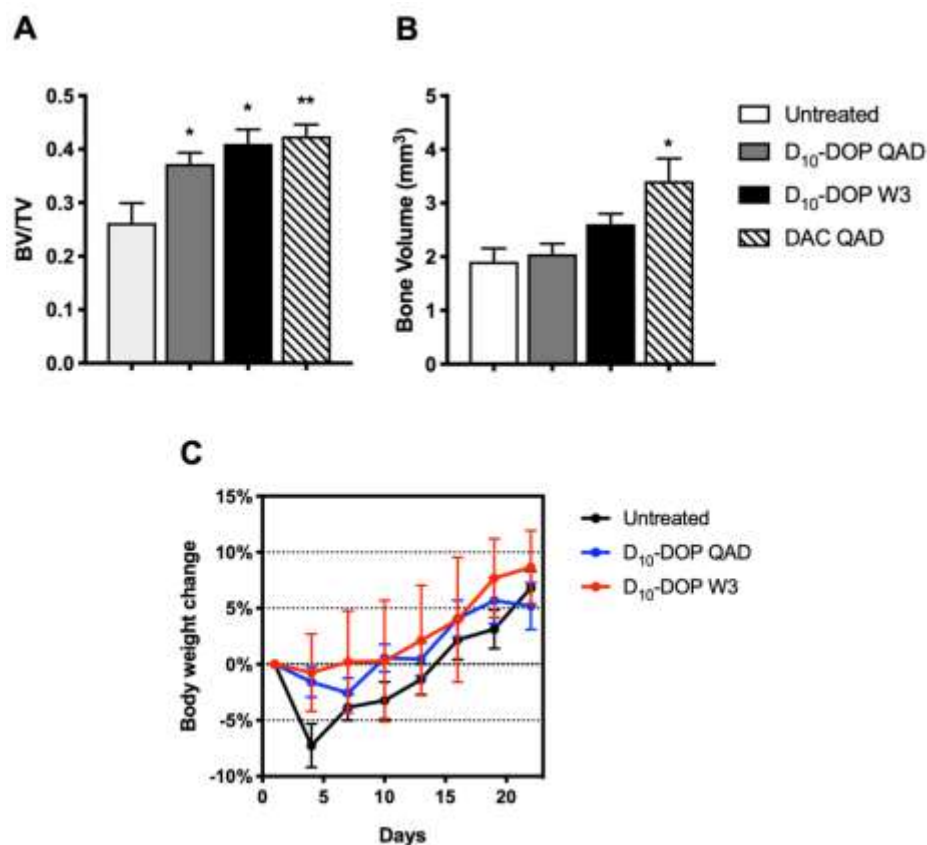 A
BV/TV
0.5
0.4
0.3
0.2
0.1
0.0
*
*
**
B
Bone Volume (mm³)
5
4
3
2
1
0
*
Untreated
D₁₀-DOP QAD
D₁₀-DOP W3
DAC QAD
C
Body weight change
15%
10%
5%
0%
-5%
-10%
0
5
10
15
20
Days
Untreated
D₁₀-DOP QAD
D₁₀-DOP W3